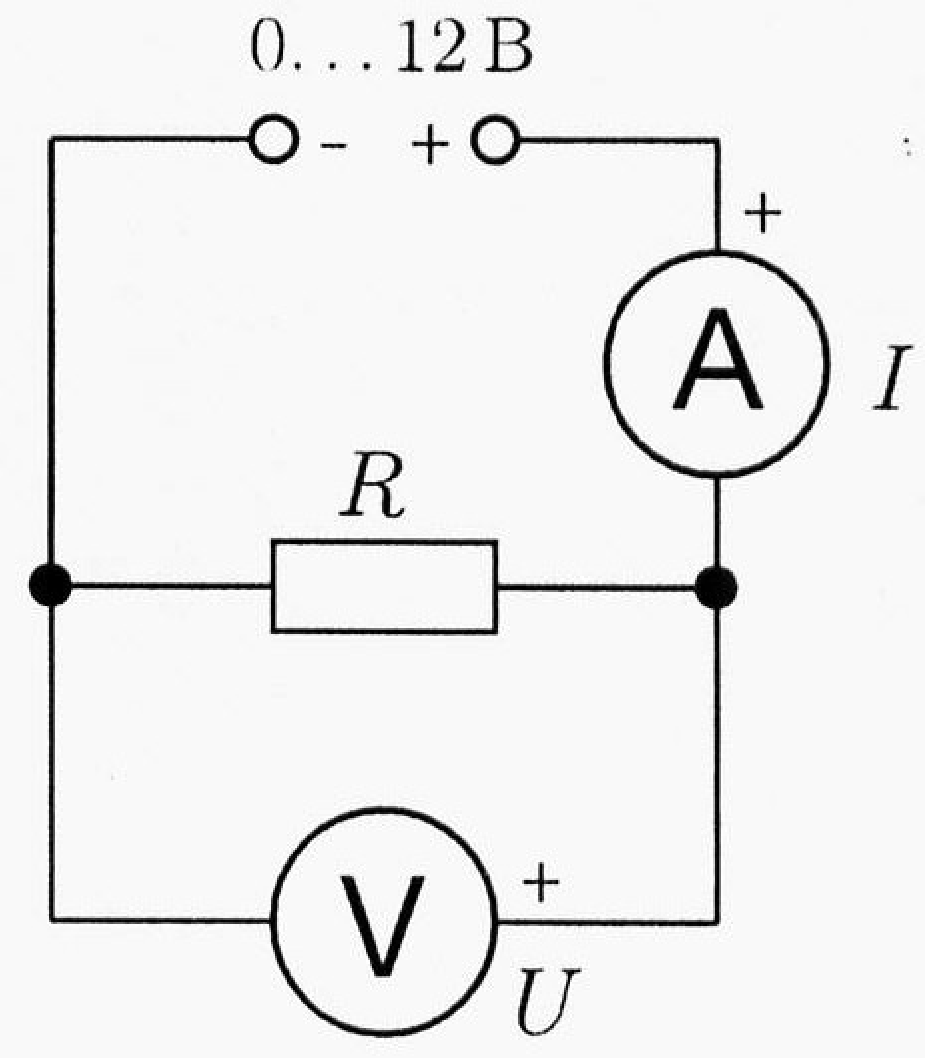 0...12 В
- +
+
A I
R
+
V
U